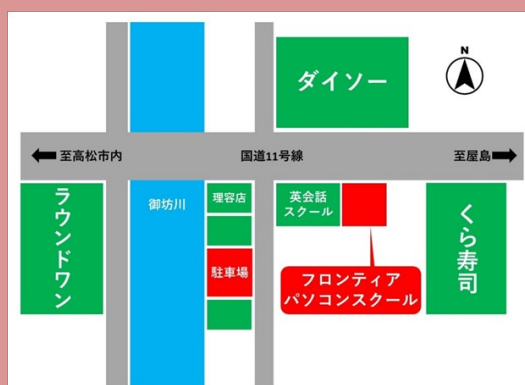 ダイソー
N
至高松市内
国道11号線
至屋島
ラウンドワン
御坊川
理容店
英会話
スクール
くら寿司
駐車場
フロンティア
パソコンスクール